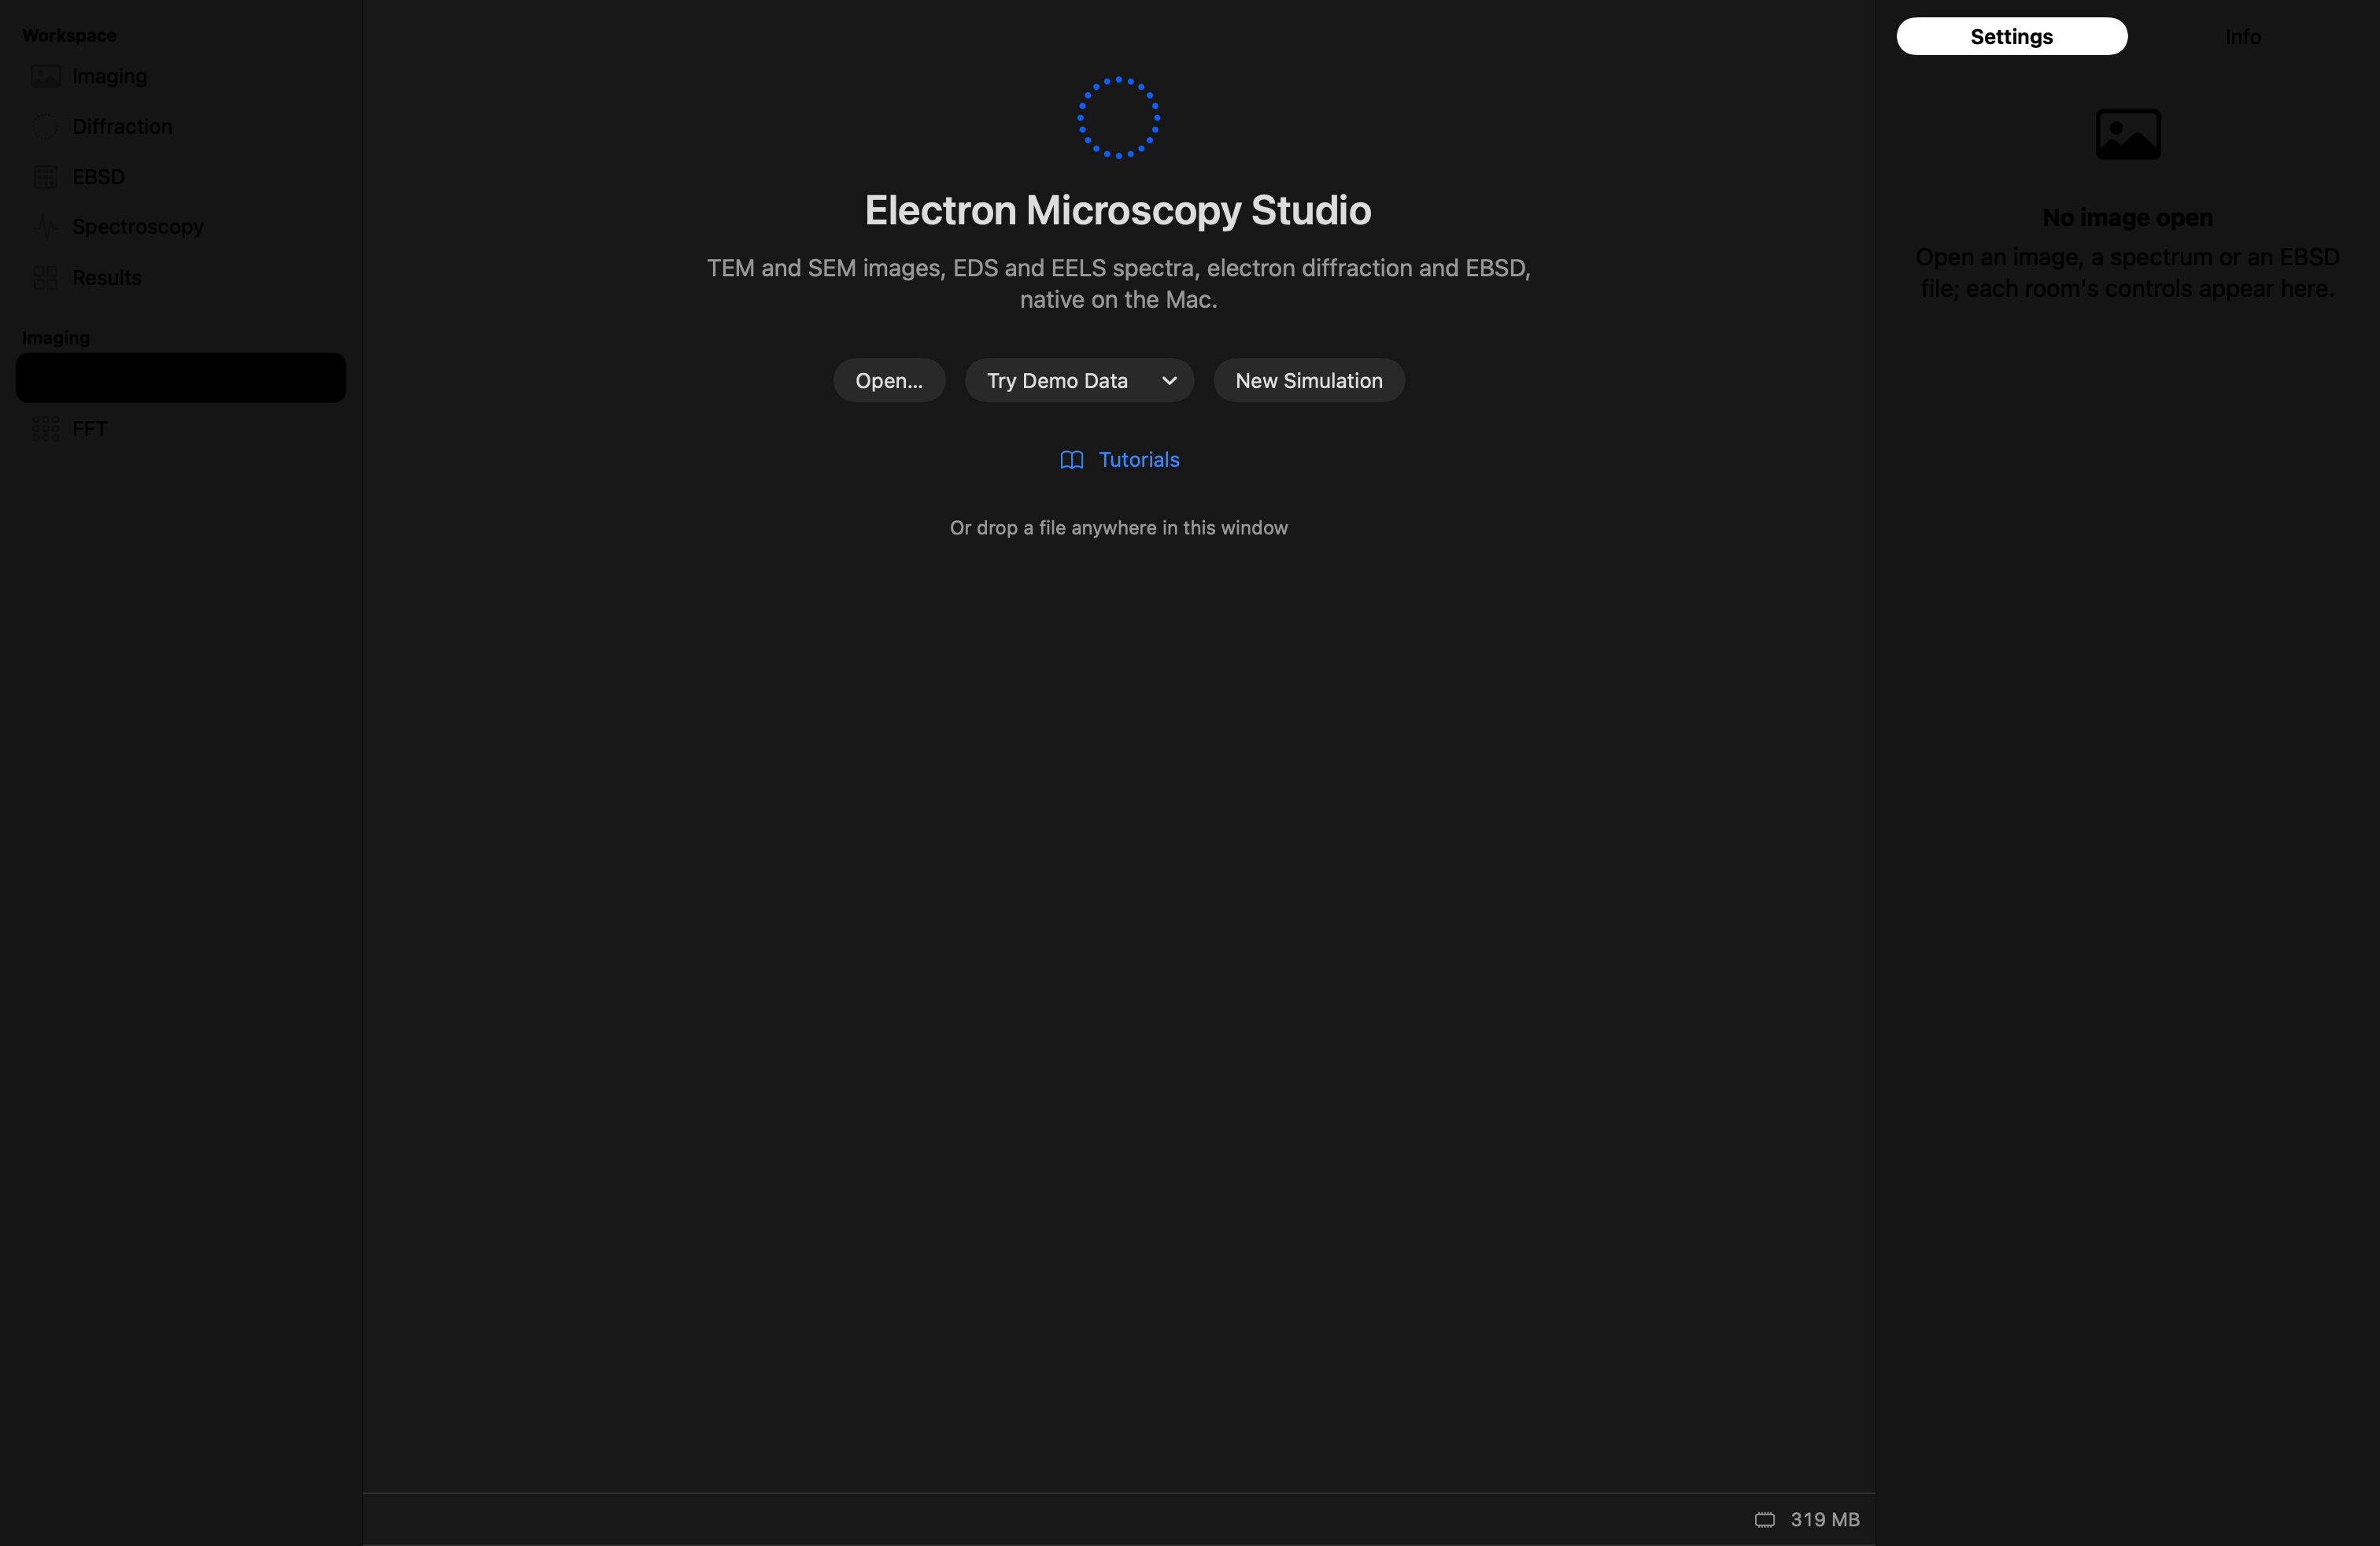 Workspace
Imaging
Diffraction
EBSD
Spectroscopy
Results
Imaging
FFT
Electron Microscopy Studio
TEM and SEM images, EDS and EELS spectra, electron diffraction and EBSD,
native on the Mac.
Open...
Try Demo Data
New Simulation
Tutorials
Or drop a file anywhere in this window
319 MB
Settings
Info
No image open
Open an image, a spectrum or an EBSD
file; each room's controls appear here.